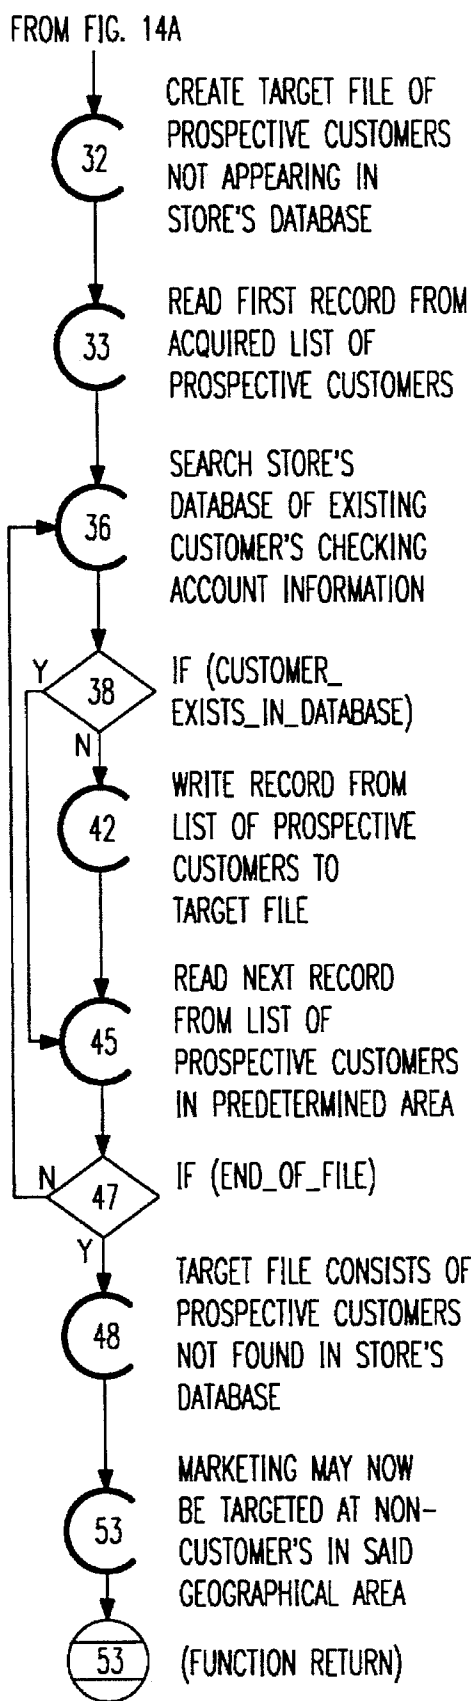 FROM FIG. 14A
32
CREATE TARGET FILE OF
PROSPECTIVE CUSTOMERS
NOT APPEARING IN
STORE'S DATABASE
33
READ FIRST RECORD FROM
ACQUIRED LIST OF
PROSPECTIVE CUSTOMERS
36
SEARCH STORE'S
DATABASE OF EXISTING
CUSTOMER'S CHECKING
ACCOUNT INFORMATION
Y
38
IF (CUSTOMER_
EXISTS_IN_DATABASE)
N
42
WRITE RECORD FROM
LIST OF PROSPECTIVE
CUSTOMERS TO
TARGET FILE
45
READ NEXT RECORD
FROM LIST OF
PROSPECTIVE CUSTOMERS
IN PREDETERMINED AREA
N
47
IF (END_OF_FILE)
Y
48
TARGET FILE CONSISTS OF
PROSPECTIVE CUSTOMERS
NOT FOUND IN STORE'S
DATABASE
53
MARKETING MAY NOW
BE TARGETED AT NON-
CUSTOMER'S IN SAID
GEOGRAPHICAL AREA
53
(FUNCTION RETURN)